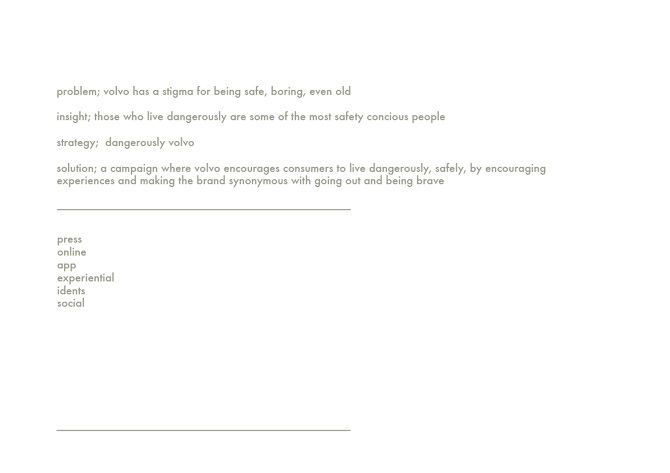 problem; volvo has a stigma for being safe, boring, even old
insight; those who live dangerously are some of the most safety concious people
strategy;  dangerously volvo
solution; a campaign where volvo encourages consumers to live dangerously, safely, by encouraging
experiences and making the brand synonymous with going out and being brave
press
online
app
experiential
idents
social